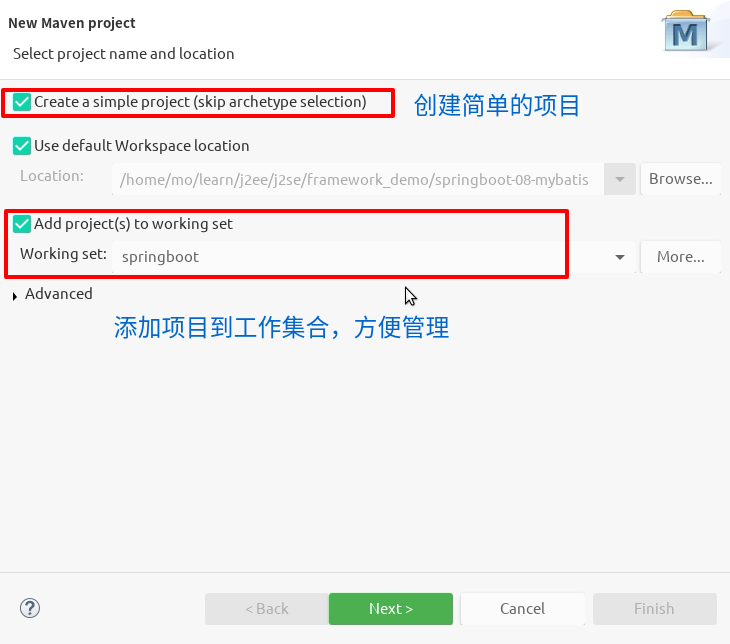 New Maven project
Select project name and location
M
Create a simple project (skip archetype selection)
创建简单的项目
Use default Workspace location
Location: /home/mo/learn/j2ee/j2se/framework_demo/springboot-08-mybatis Browse...
Add project(s) to working set
Working set: springboot More...
Advanced
添加项目到工作集合，方便管理
? < Back Next > Cancel Finish